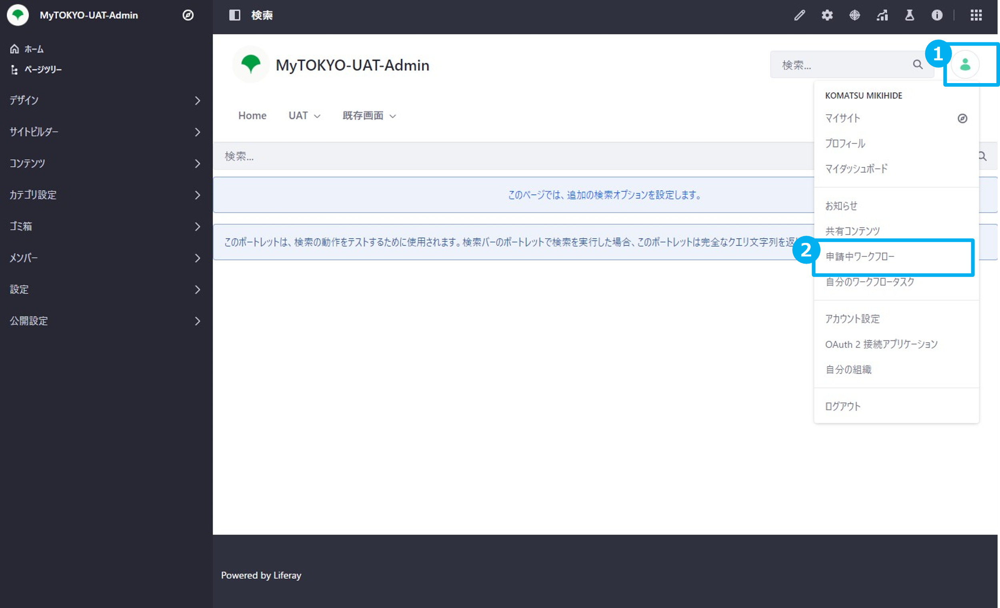 MyTOKYO-UAT-Admin
検索
ホーム
ページツリー
デザイン
サイトビルダー
コンテンツ
カテゴリ設定
ゴミ箱
メンバー
設定
公開設定
MyTOKYO-UAT-Admin
検索...
1
Home UAT 既存画面
検索...
このページでは、追加の検索オプションを設定します。
このポートレットは、検索の動作をテストするために使用されます。検索バーのポートレットで検索を実行した場合、このポートレットは完全なクエリ文字列を返
KOMATSU MIKIHIDE
マイサイト
プロフィール
マイダッシュボード
お知らせ
共有コンテンツ
2
申請中ワークフロー
自分のワークフロータスク
アカウント設定
OAuth 2 接続アプリケーション
自分の組織
ログアウト
Powered by Liferay